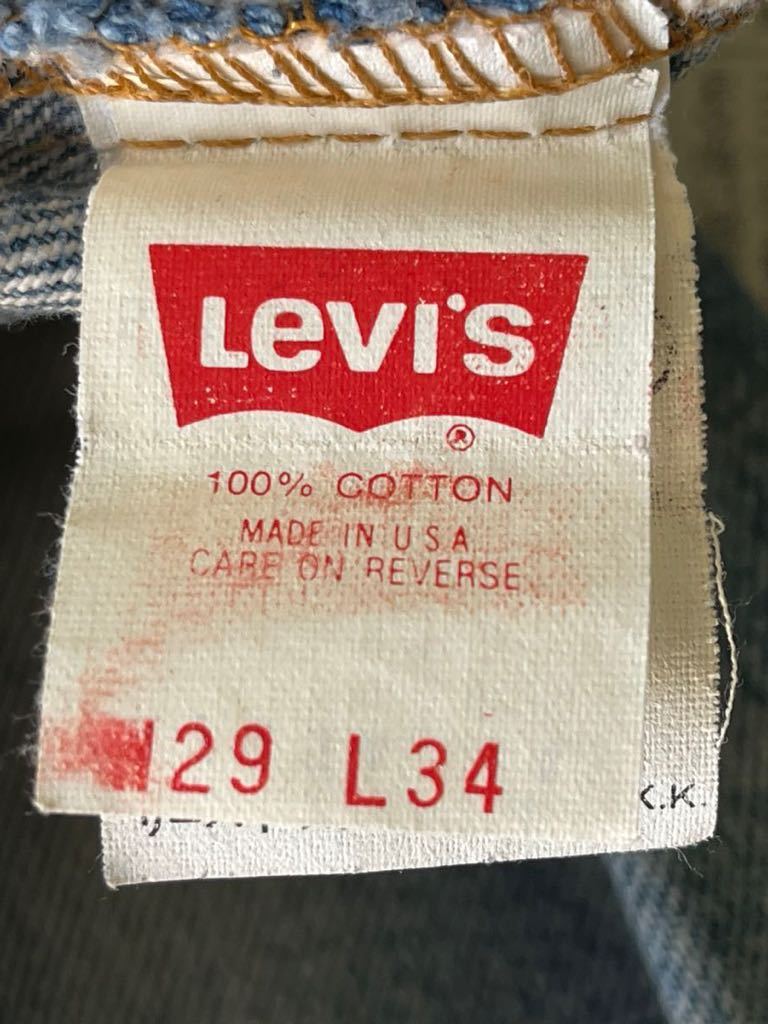 Levi's
®
100% COTTON
MADE IN U S A
CARE ON REVERSE
29 L34
K.K.